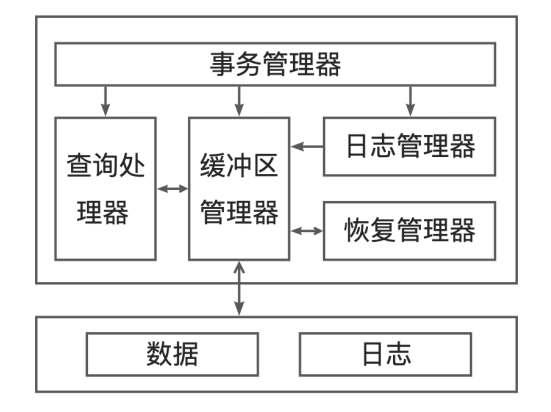 事务管理器
查询处
理器
缓冲区
管理器
日志管理器
恢复管理器
数据
日志